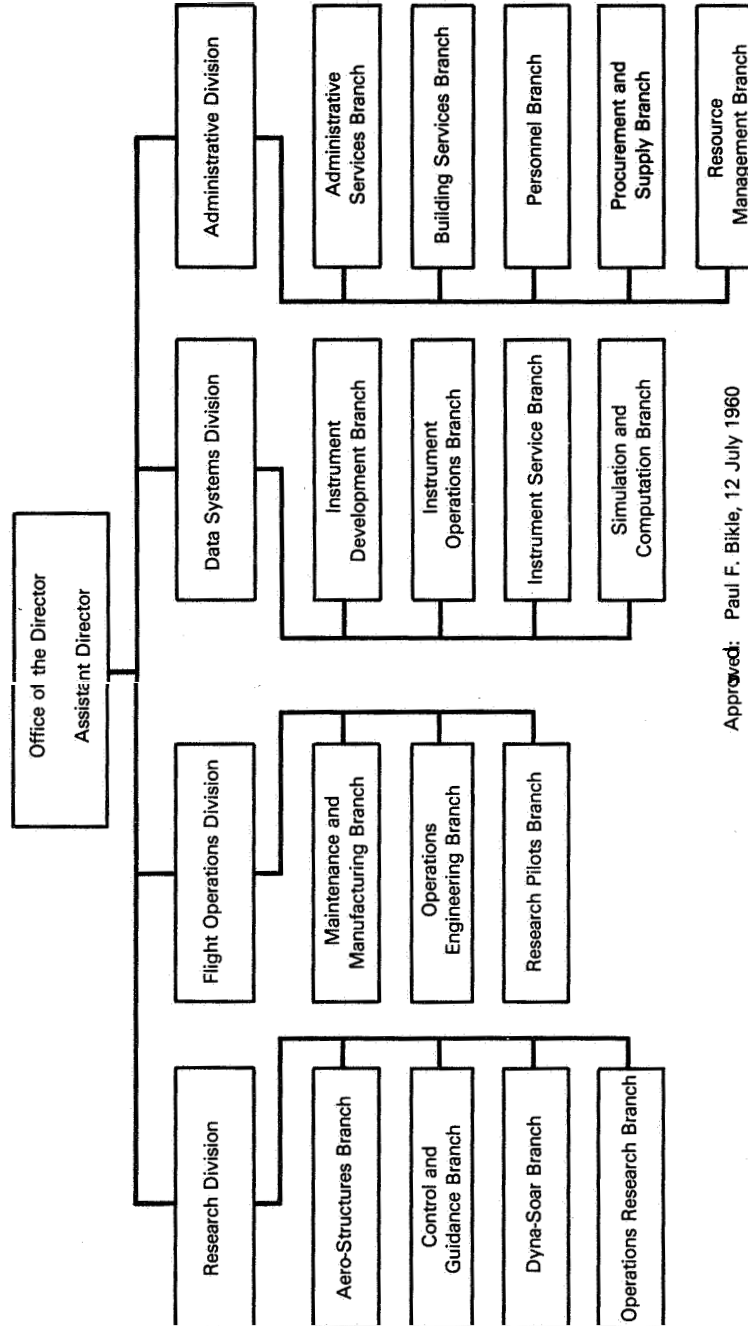 Office of the Director
Assistant Director
Research Division
Flight Operations Division
Data Systems Division
Administrative Division
Aero-Structures Branch
Control and
Guidance Branch
Dyna-Soar Branch
Operations Research Branch
Maintenance and
Manufacturing Branch
Operations
Engineering Branch
Research Pilots Branch
Instrument
Development Branch
Instrument
Operations Branch
Instrument Service Branch
Simulation and
Computation Branch
Administrative
Services Branch
Building Services Branch
Personnel Branch
Procurement and
Supply Branch
Resource
Management Branch
Approved: Paul F. Bikle, 12 July 1960